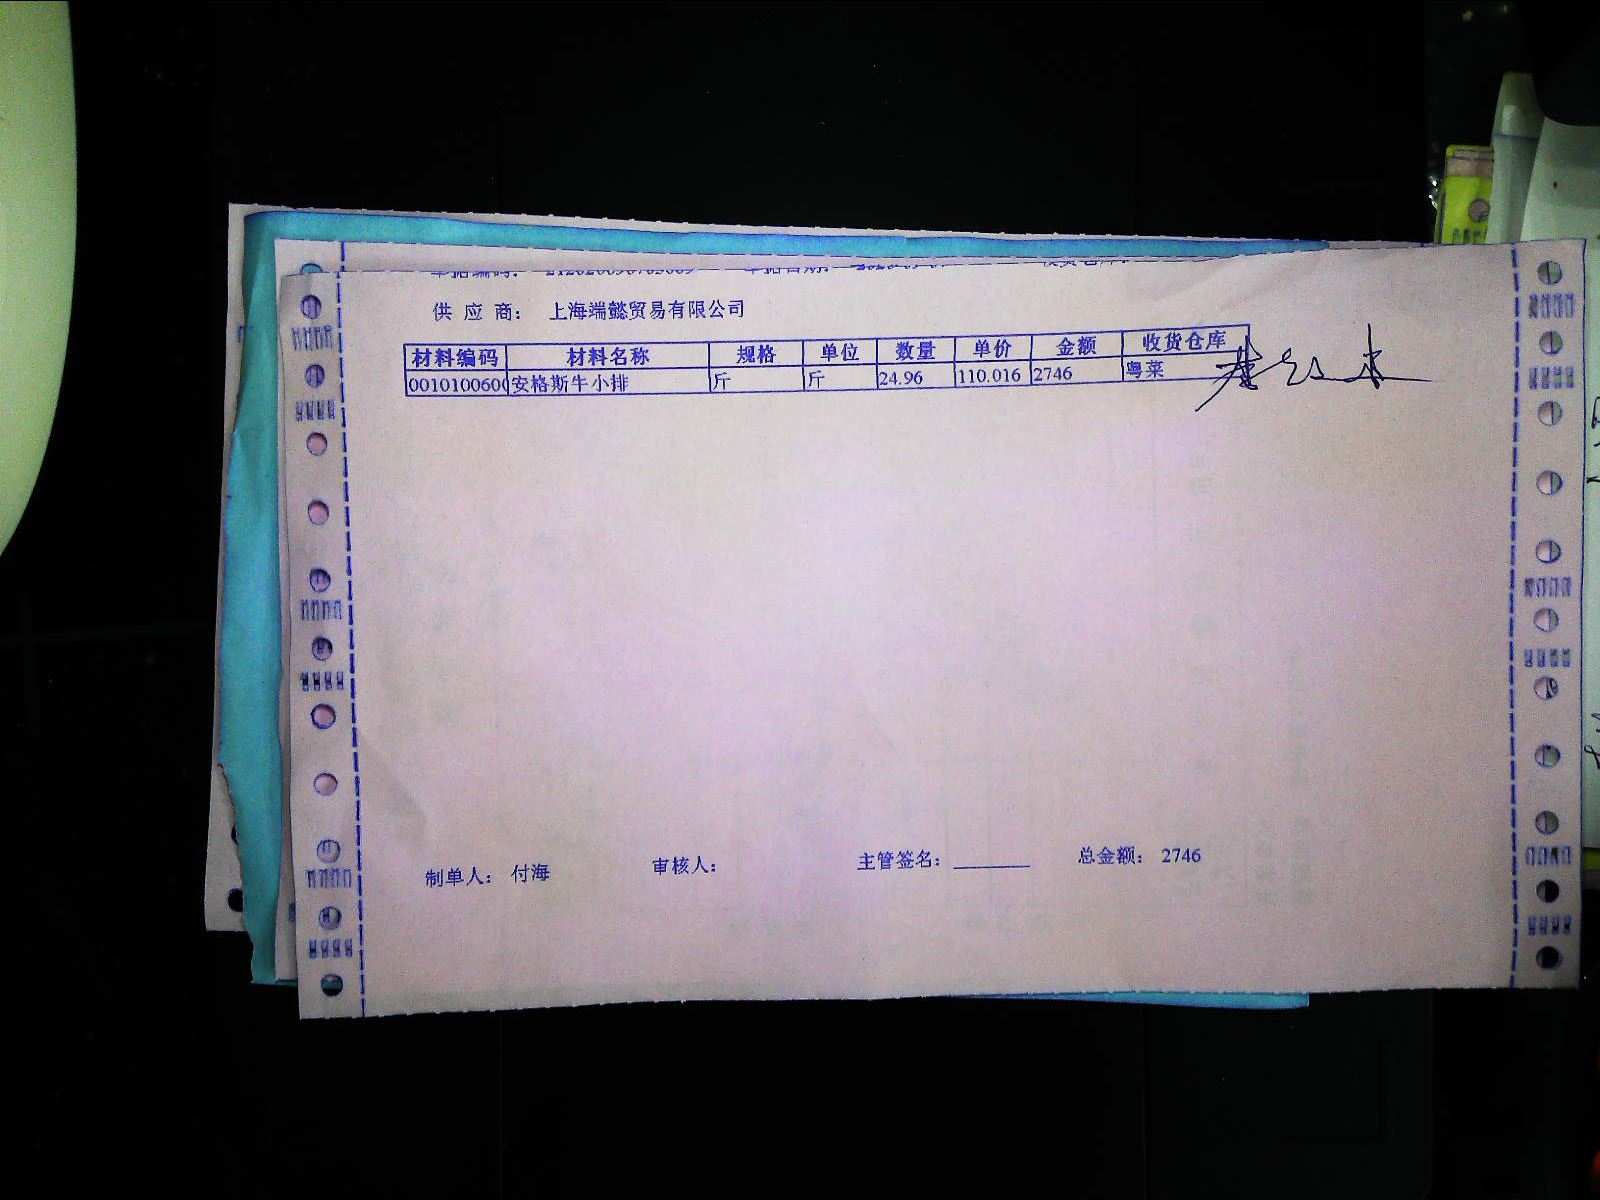 供 应 商： 上海端懿贸易有限公司
材料编码 材料名称 规格 单位 数量 单价 金额 收货仓库
0010100600 安格斯牛小排 斤 斤 24.96 110.016 2746 粤菜
制单人： 付海 审核人： 主管签名： 总金额： 2746